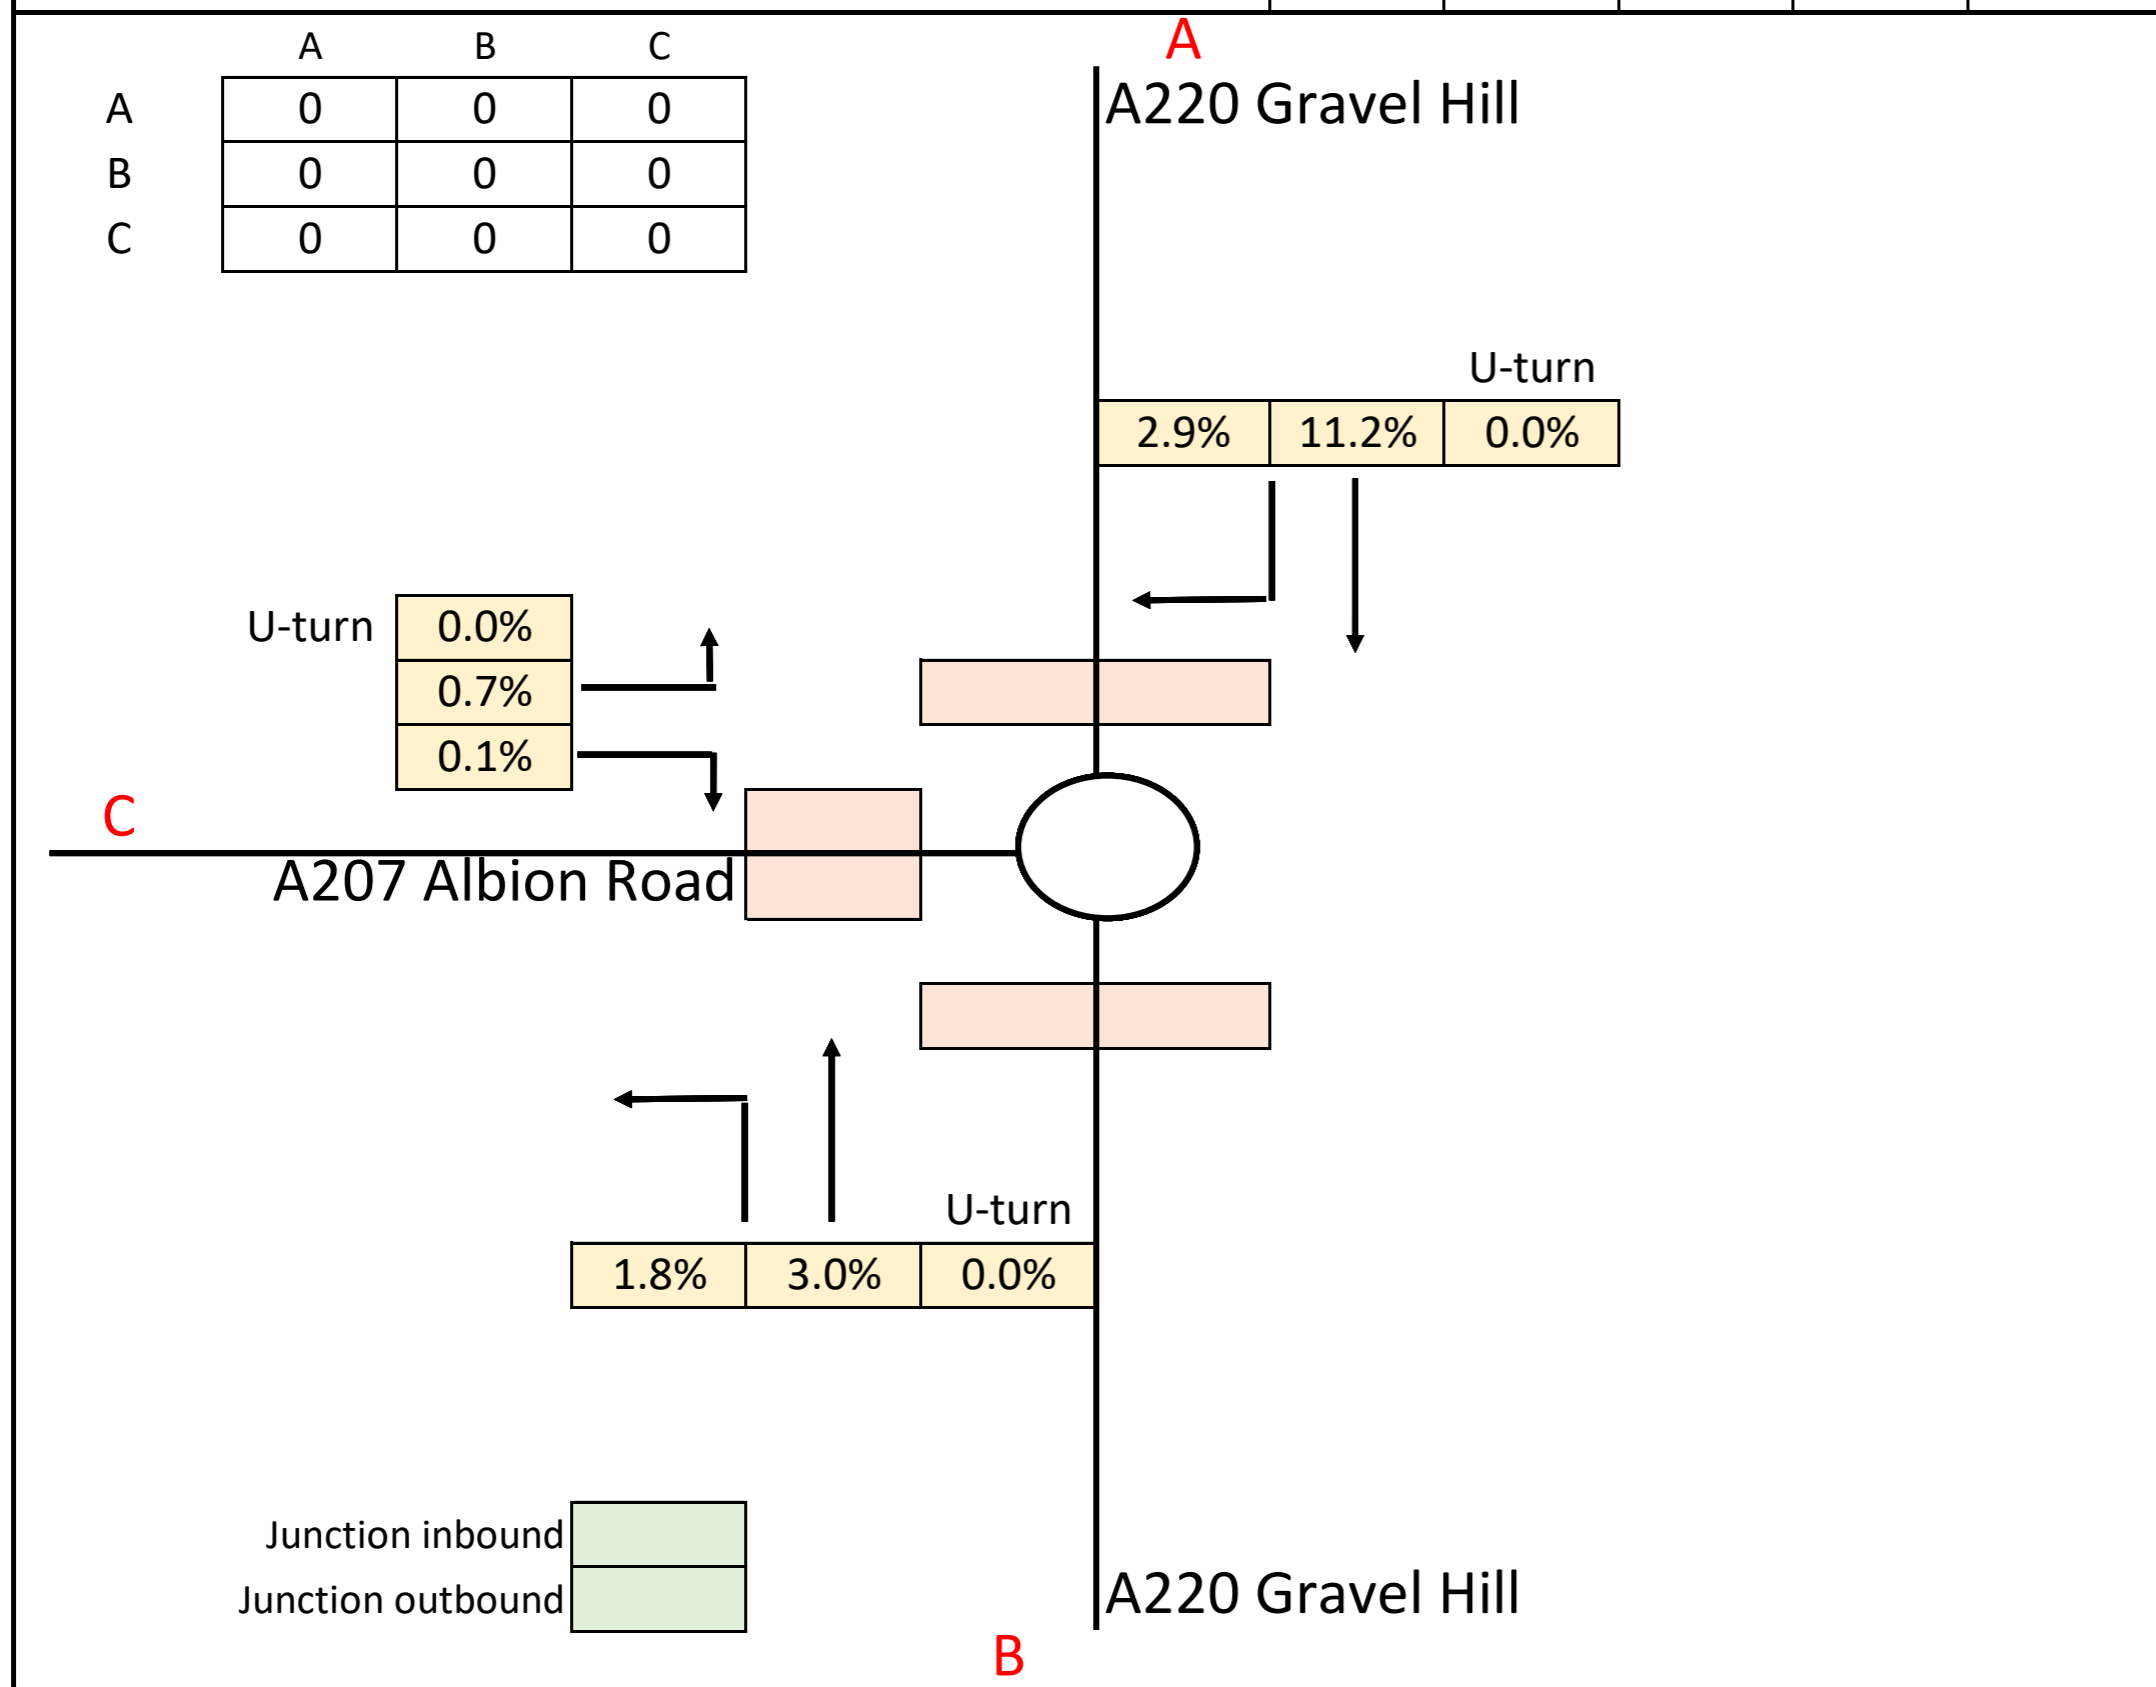 A
A B C
A 0 0 0
A220 Gravel Hill
B 0 0 0
C 0 0 0
U-turn
2.9% 11.2% 0.0%
U-turn 0.0%
0.7%
0.1%
C
A207 Albion Road
U-turn
1.8% 3.0% 0.0%
Junction inbound
Junction outbound
A220 Gravel Hill
B